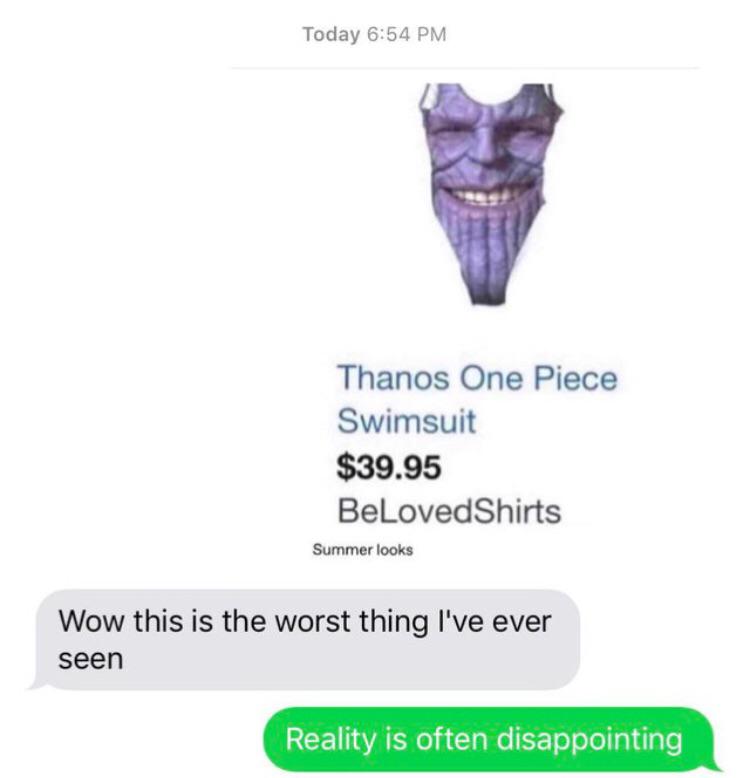 Today 6:54 PM
Thanos One Piece
Swimsuit
$39.95
BeLovedShirts
Summer looks
Wow this is the worst thing I've ever
seen
Reality is often disappointing